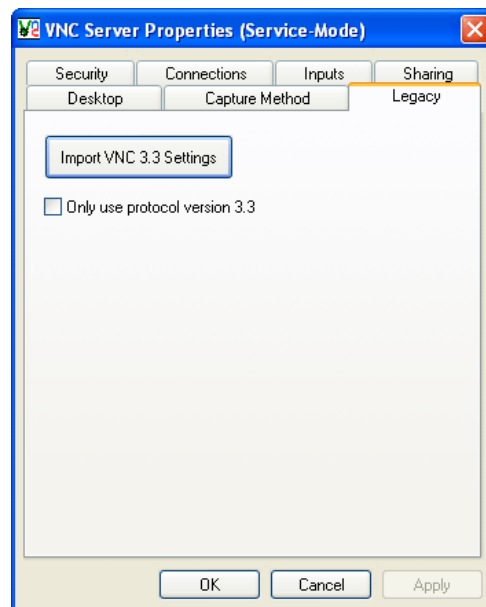 VNC Server Properties (Service-Mode)
Security Connections Inputs Sharing
Desktop Capture Method Legacy
Import VNC 3.3 Settings
Only use protocol version 3.3
OK Cancel Apply